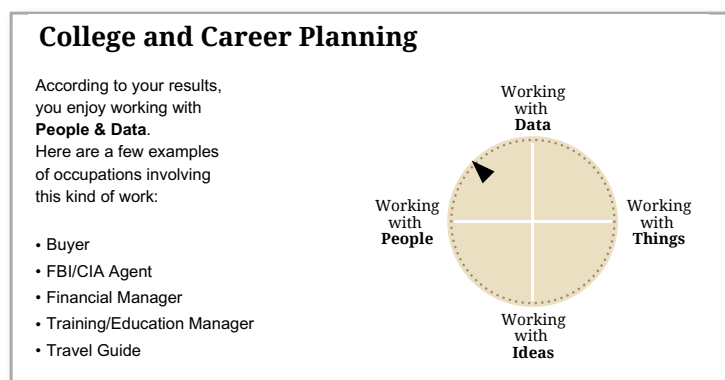 College and Career Planning
According to your results,
you enjoy working with
People & Data.
Here are a few examples
of occupations involving
this kind of work:
• Buyer
• FBI/CIA Agent
• Financial Manager
• Training/Education Manager
• Travel Guide
Working
with
Data
Working
with
People
Working
with
Things
Working
with
Ideas